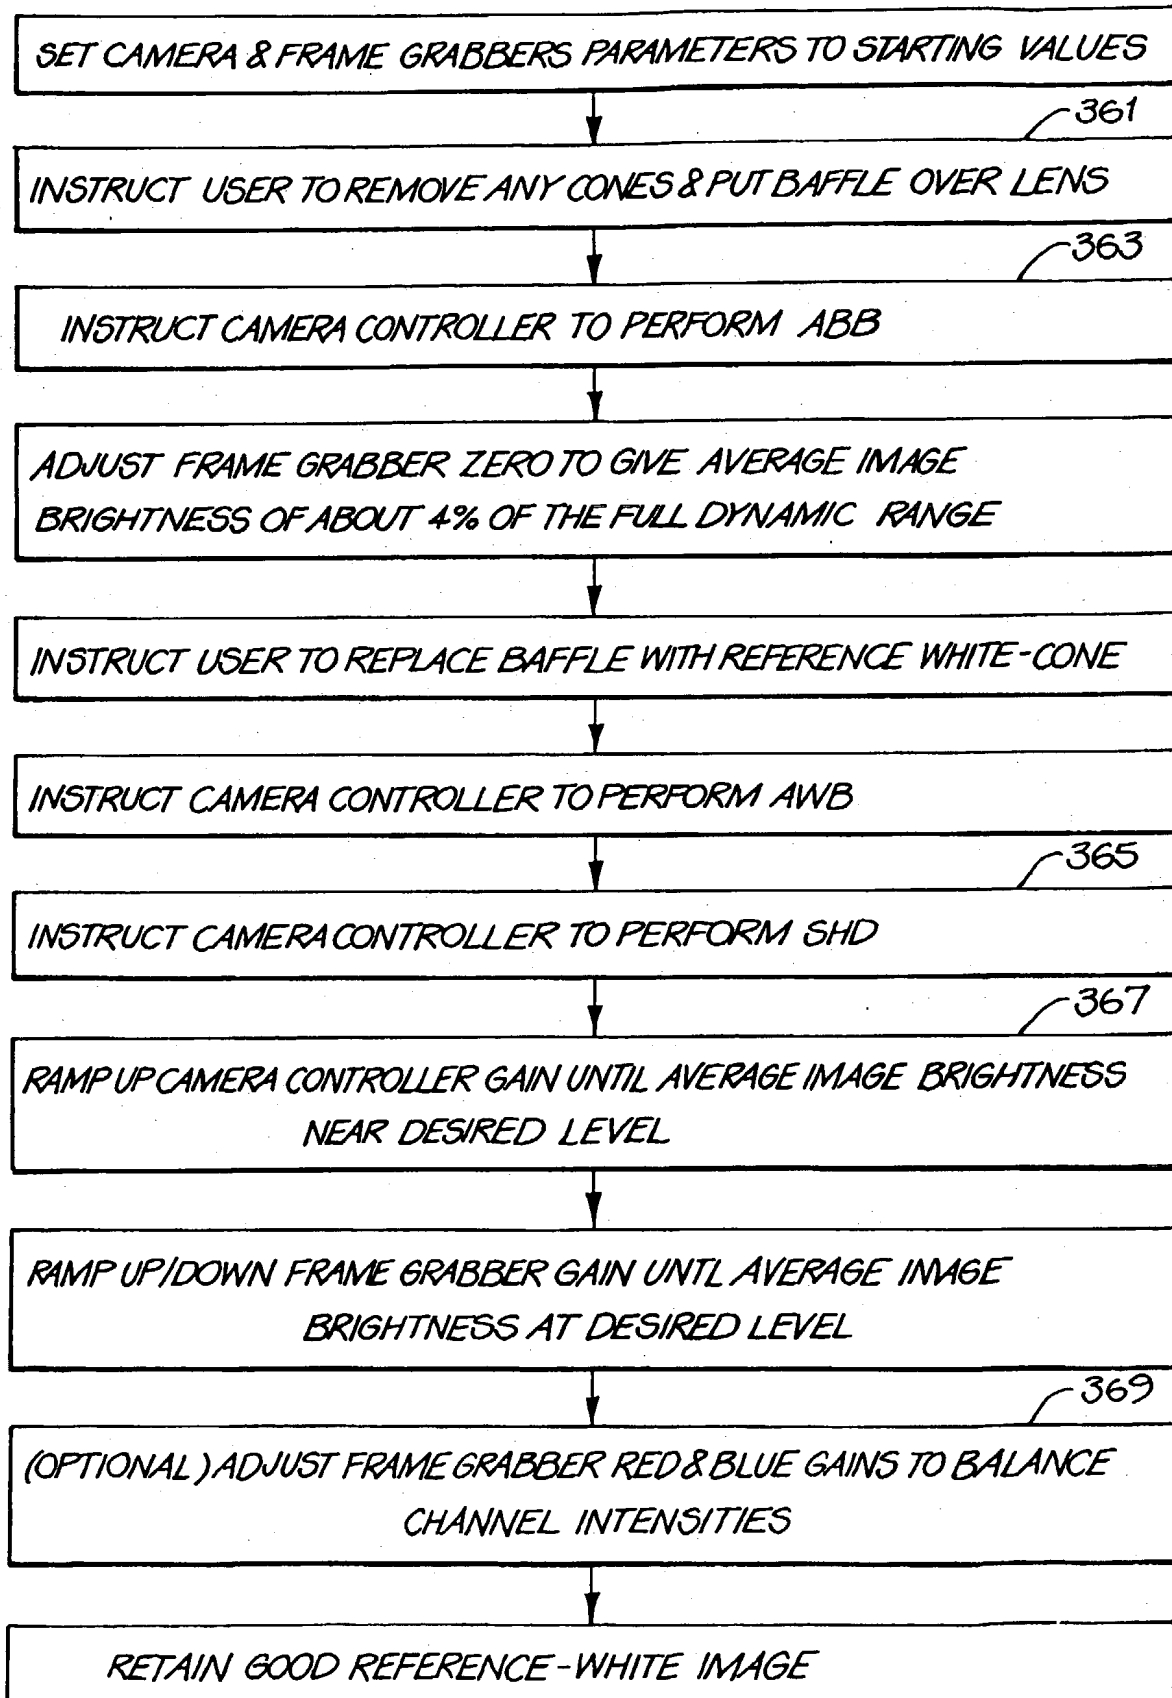 SET CAMERA & FRAME GRABBERS PARAMETERS TO STARTING VALUES
361
INSTRUCT USER TO REMOVE ANY CONES & PUT BAFFLE OVER LENS
363
INSTRUCT CAMERA CONTROLLER TO PERFORM ABB
ADJUST FRAME GRABBER ZERO TO GIVE AVERAGE IMAGE
BRIGHTNESS OF ABOUT 4% OF THE FULL DYNAMIC RANGE
INSTRUCT USER TO REPLACE BAFFLE WITH REFERENCE WHITE-CONE
INSTRUCT CAMERA CONTROLLER TO PERFORM AWB
365
INSTRUCT CAMERA CONTROLLER TO PERFORM SHD
367
RAMP UP CAMERA CONTROLLER GAIN UNTIL AVERAGE IMAGE BRIGHTNESS
NEAR DESIRED LEVEL
RAMP UP/DOWN FRAME GRABBER GAIN UNTL AVERAGE IMAGE
BRIGHTNESS AT DESIRED LEVEL
369
(OPTIONAL) ADJUST FRAME GRABBER RED & BLUE GAINS TO BALANCE
CHANNEL INTENSITIES
RETAIN GOOD REFERENCE-WHITE IMAGE